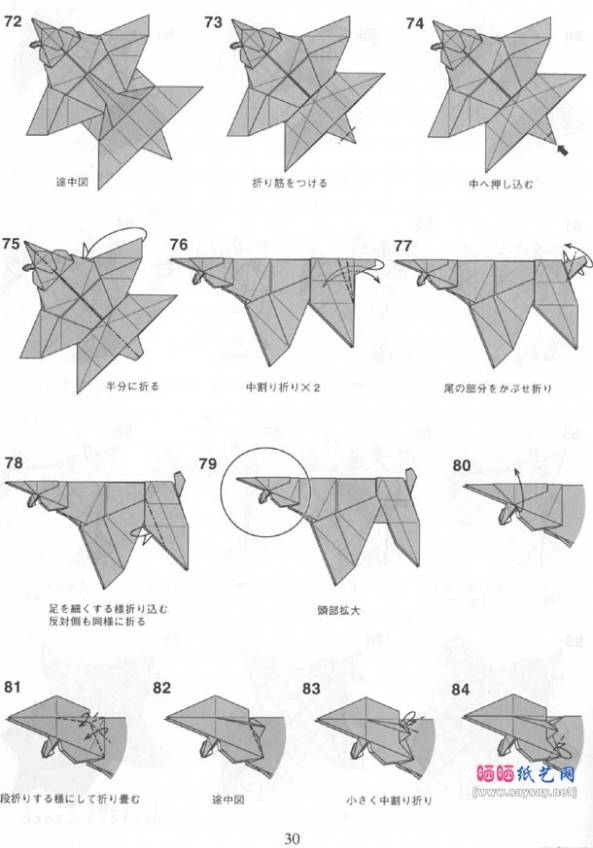 72
73
74
途中図
折り筋をつける
中へ押し込む
75
76
77
半分に折る
中割り折り×2
尾の部分をかぶせ折り
78
79
80
足を細くする様折り込む
反対側も同様に折る
頭部拡大
81
82
83
84
段折りする様にして折り畳む
途中図
小さく中割り折り
晒晒纸艺网
[www.saysay.net]
30